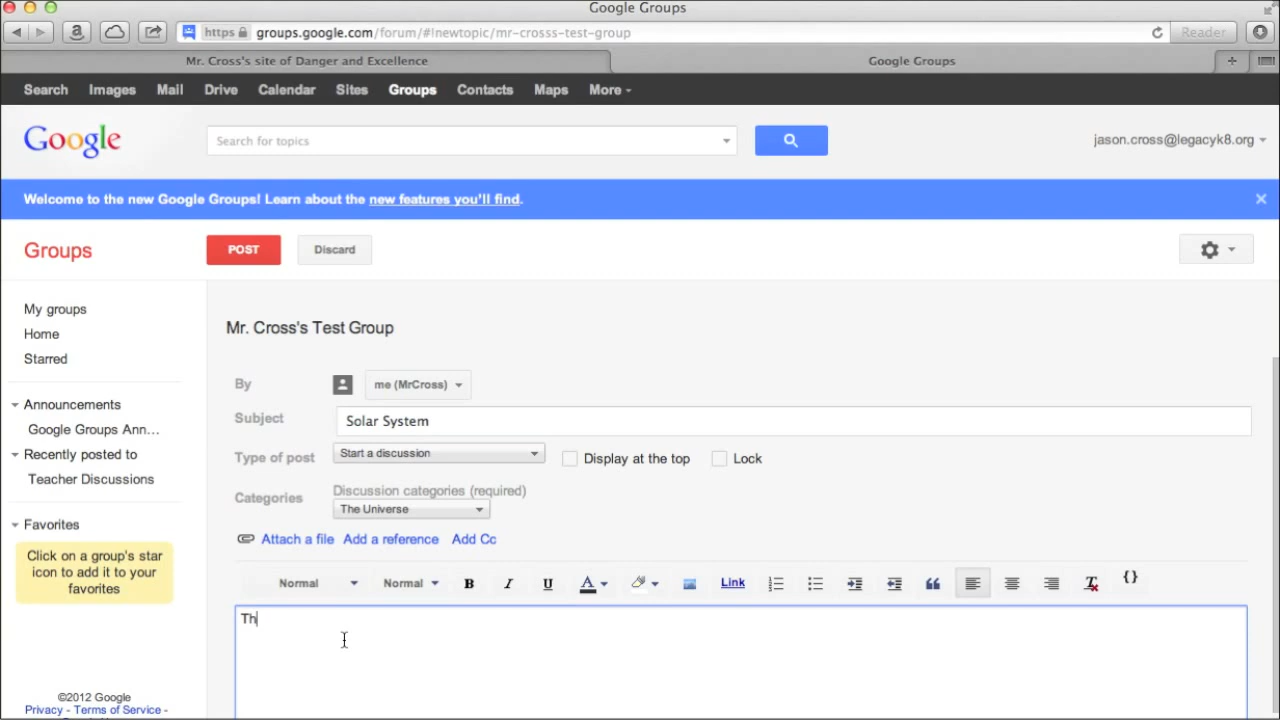 Google Groups
https groups.google.com/forum/#!newtopic/mr-crosss-test-group Reader
Mr. Cross's site of Danger and Excellence Google Groups
Search Images Mail Drive Calendar Sites Groups Contacts Maps More
Google Search for topics jason.cross@legacyk8.org
Welcome to the new Google Groups! Learn about the new features you'll find.
Groups POST Discard
My groups
Home
Starred
Announcements
Google Groups Ann...
Recently posted to
Teacher Discussions
Favorites
Click on a group's star
icon to add it to your
favorites
©2012 Google
Privacy - Terms of Service -
Mr. Cross's Test Group
By me (MrCross)
Subject Solar System
Type of post Start a discussion Display at the top Lock
Categories Discussion categories (required)
The Universe
Attach a file Add a reference Add Cc
Normal Normal B I U A Link {}
Th